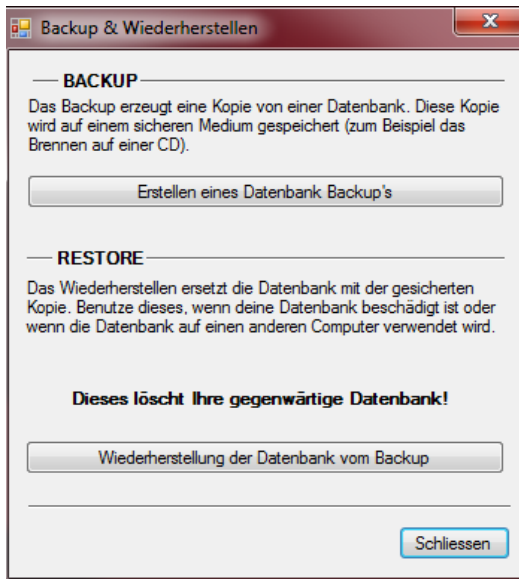 Backup & Wiederherstellen
BACKUP
Das Backup erzeugt eine Kopie von einer Datenbank. Diese Kopie
wird auf einem sicheren Medium gespeichert (zum Beispiel das
Brennen auf einer CD).
Erstellen eines Datenbank Backup's
RESTORE
Das Wiederherstellen ersetzt die Datenbank mit der gesicherten
Kopie. Benutze dieses, wenn deine Datenbank beschädigt ist oder
wenn die Datenbank auf einen anderen Computer verwendet wird.
Dieses löscht Ihre gegenwärtige Datenbank!
Wiederherstellung der Datenbank vom Backup
Schliessen